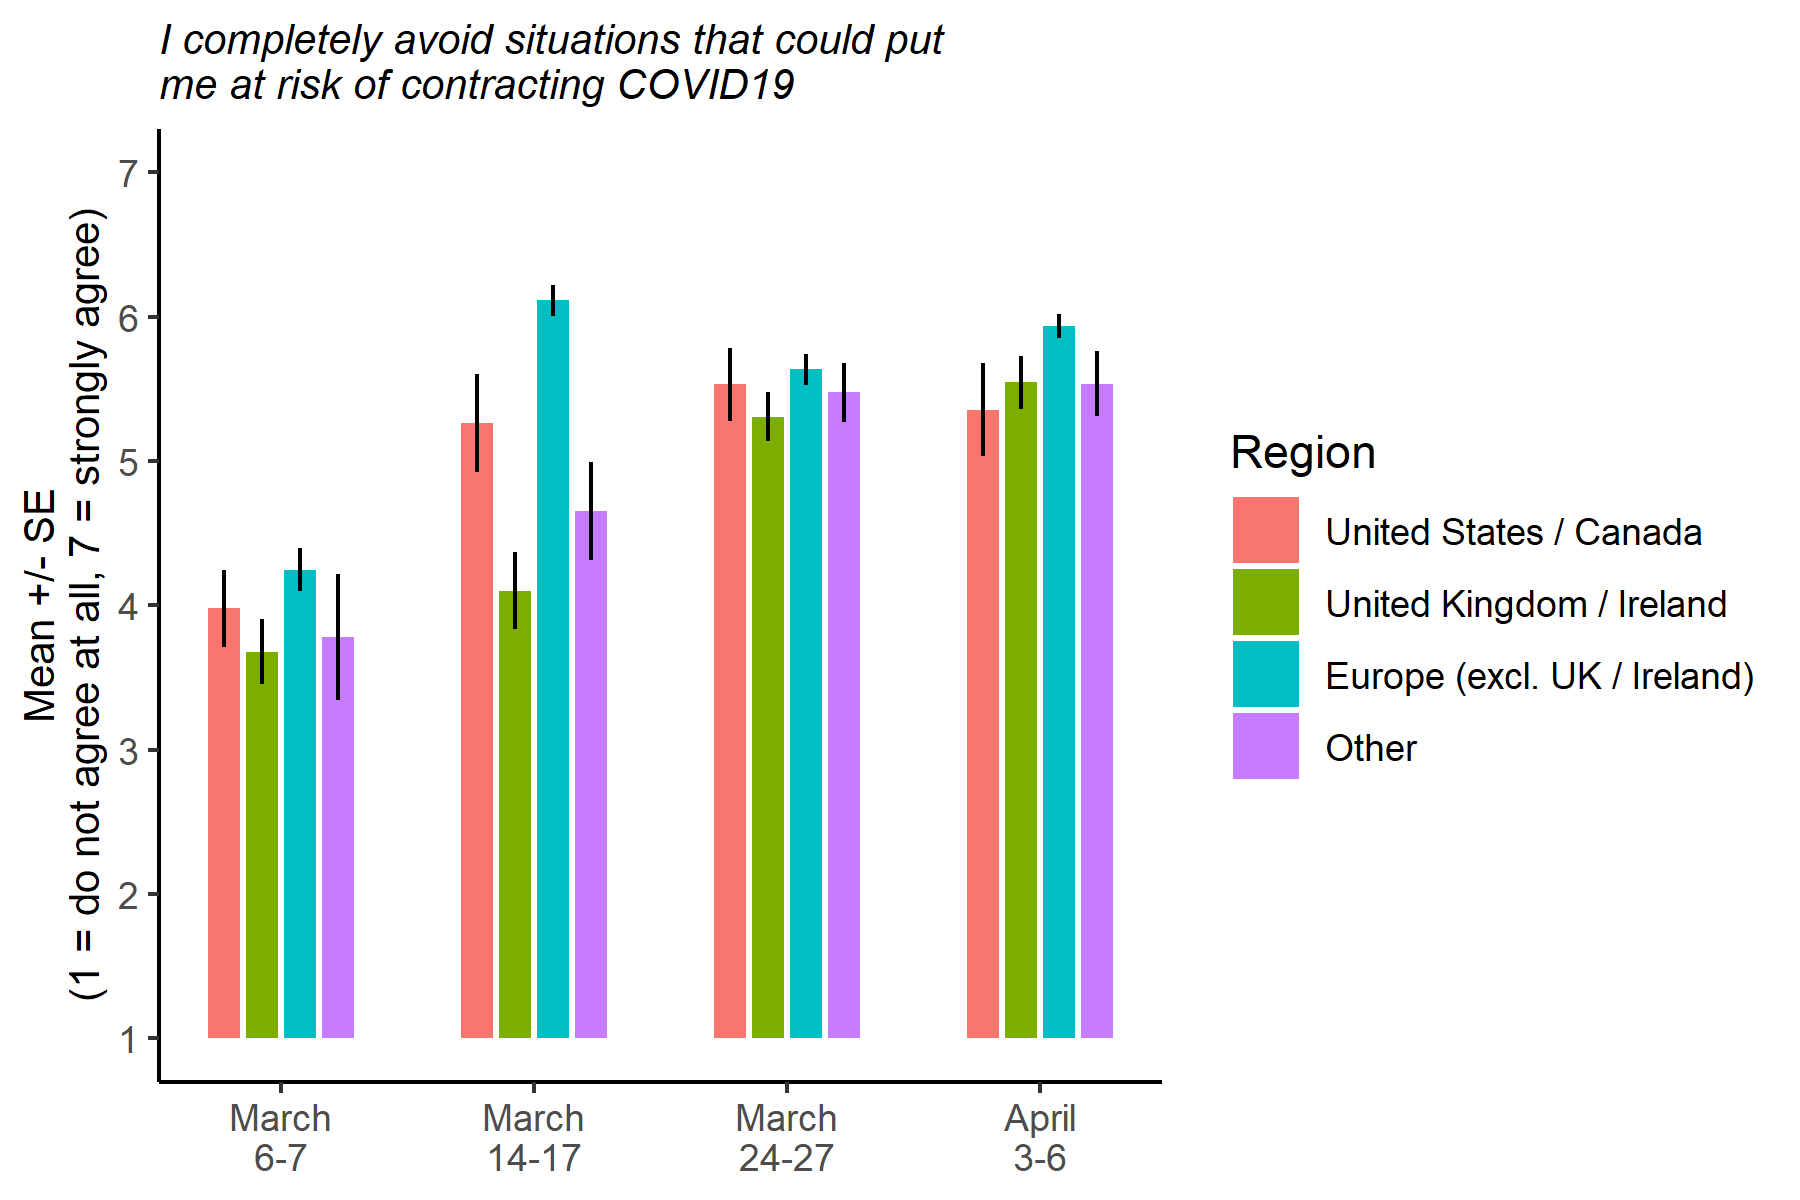 I completely avoid situations that could put
me at risk of contracting COVID19
Mean +/- SE
(1 = do not agree at all, 7 = strongly agree)
7
6
5
4
3
2
1
March
6-7
March
14-17
March
24-27
April
3-6
Region
United States / Canada
United Kingdom / Ireland
Europe (excl. UK / Ireland)
Other